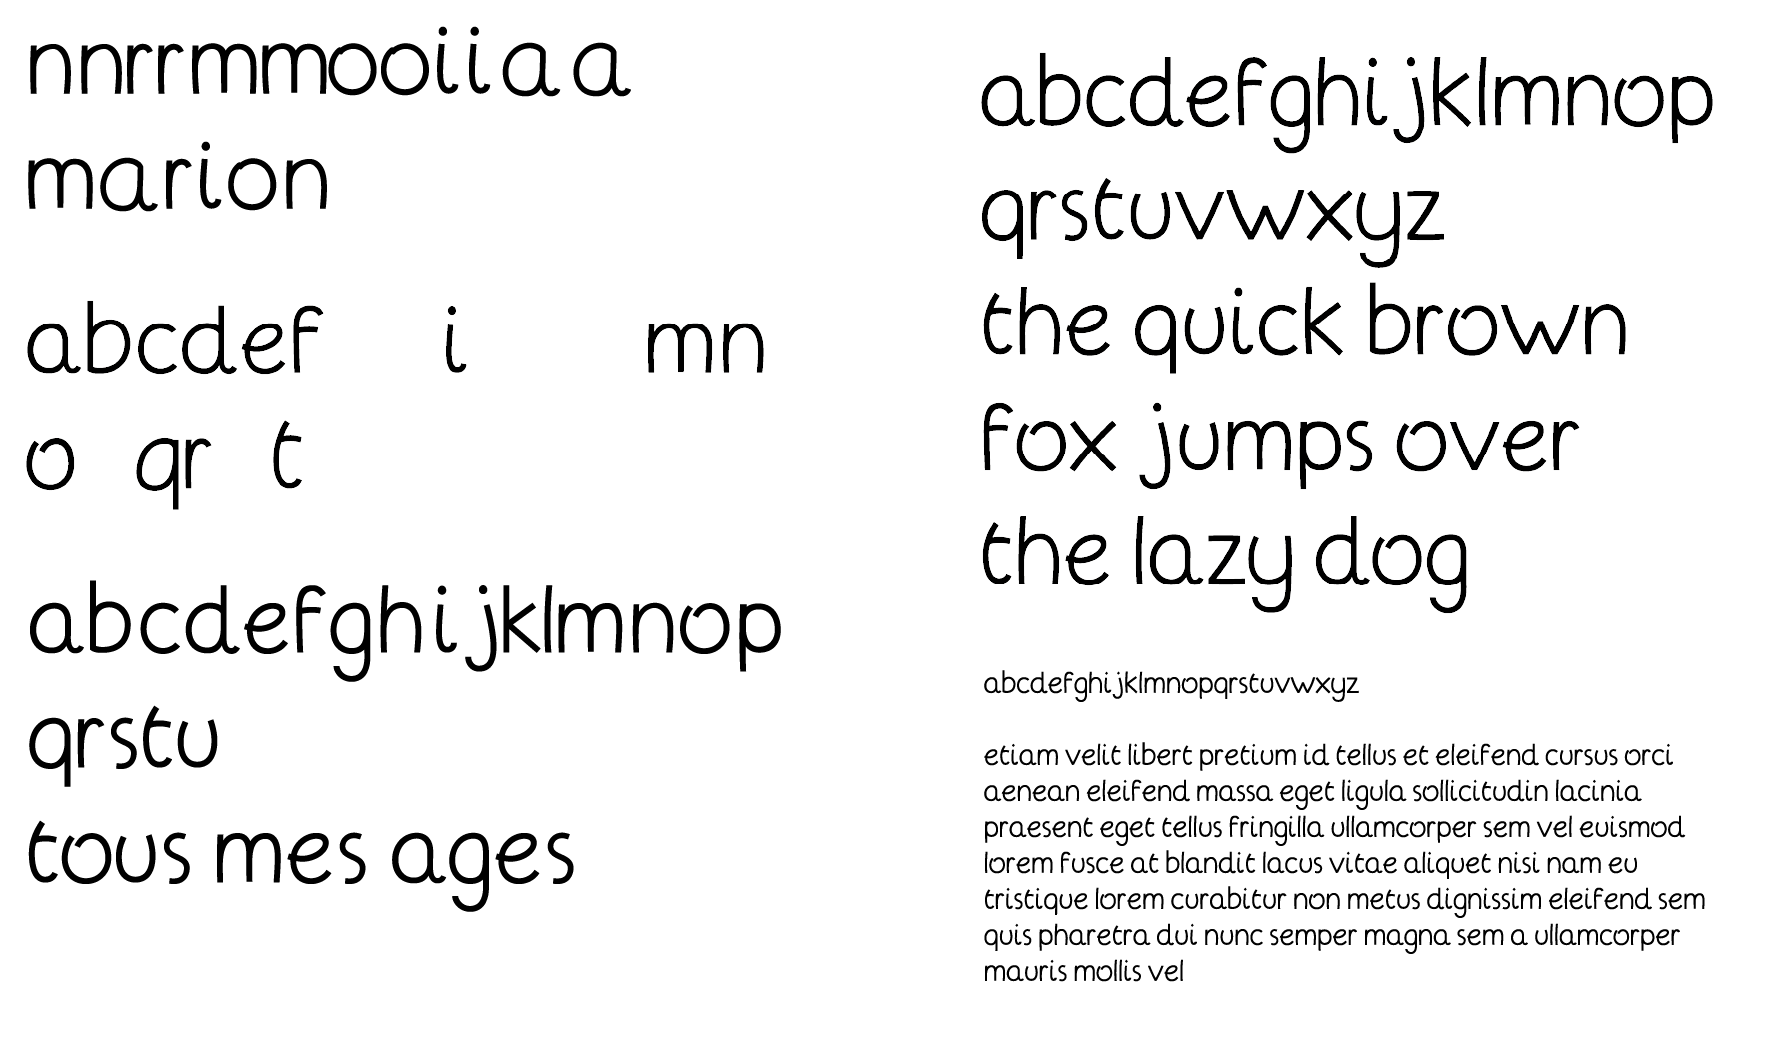 nnrrmmooiiaa
marion
abcdef i mn
o qr t
abcdefghijklmnop
qrstu
tous mes ages
abcdefghijklmnop
qrstuvwxyz
the quick brown
fox jumps over
the lazy dog
abcdefghijklmnopqrstuvwxyz
etiam velit libert pretium id tellus et eleifend cursus orci
aenean eleifend massa eget ligula sollicitudin lacinia
praesent eget tellus fringilla ullamcorper sem vel euismod
lorem fusce at blandit lacus vitae aliquet nisi nam eu
tristique lorem curabitur non metus dignissim eleifend sem
quis pharetra dui nunc semper magna sem a ullamcorper
mauris mollis vel